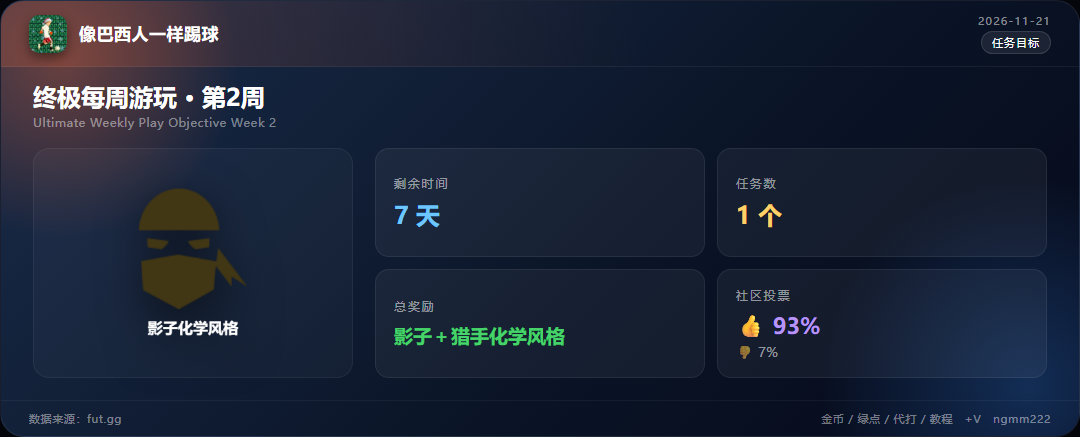 像巴西人一样踢球
2026-11-21
任务目标
终极每周游玩 • 第2周
Ultimate Weekly Play Objective Week 2
影子化学风格
剩余时间
7 天
任务数
1 个
总奖励
影子 + 猎手化学风格
社区投票
👍 93%
👎 7%
数据来源：fut.gg
金币 / 绿点 / 代打 / 教程 +V ngmm222